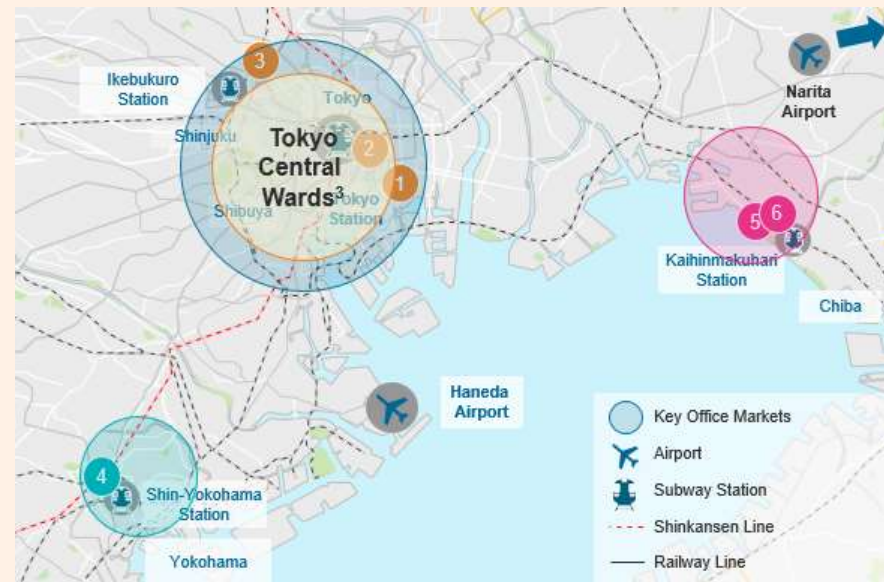 Ikebukuro
Station
3
Tokyo
Shinjuku
Tokyo
Central
Wards3
2
1
Shibuya
Tokyo
Station
Narita
Airport
5
6
Kaihinmakuhari
Station
Chiba
Haneda
Airport
4
Shin-Yokohama
Station
Yokohama
Key Office Markets
Airport
Subway Station
Shinkansen Line
Railway Line